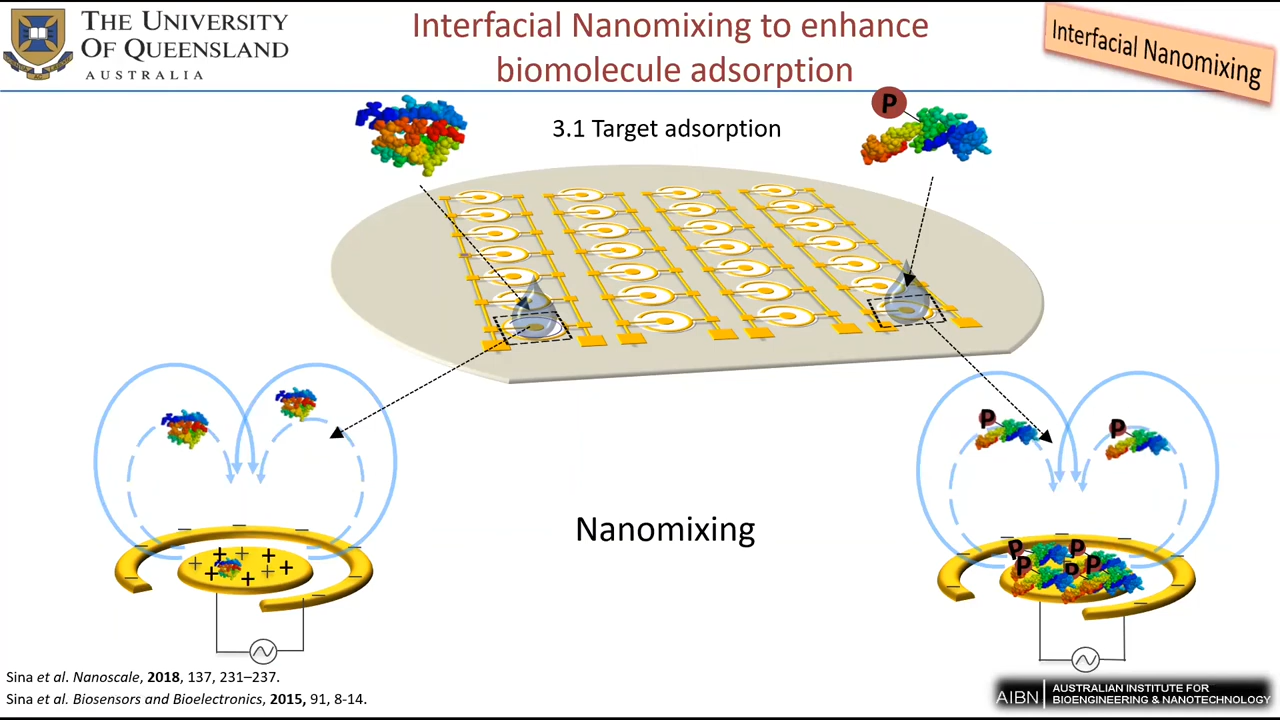 THE UNIVERSITY
OF QUEENSLAND
AUSTRALIA
Interfacial Nanomixing to enhance
biomolecule adsorption
Interfacial Nanomixing
P
3.1 Target adsorption
P
P
Nanomixing
+ + + + + + + +
P P
P P P
Sina et al. Nanoscale, 2018, 137, 231–237.
Sina et al. Biosensors and Bioelectronics, 2015, 91, 8-14.
AIBN
AUSTRALIAN INSTITUTE FOR
BIOENGINEERING & NANOTECHNOLOGY